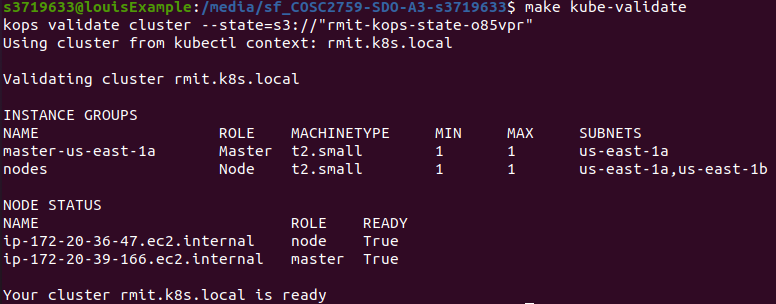 s3719633@louisExample:/media/sf_COSC2759-SDO-A3-s3719633$ make kube-validate
kops validate cluster --state=s3://"rmit-kops-state-o85vpr"
Using cluster from kubectl context: rmit.k8s.local
Validating cluster rmit.k8s.local
INSTANCE GROUPS
NAME ROLE MACHINETYPE MIN MAX SUBNETS
master-us-east-1a Master t2.small 1 1 us-east-1a
nodes Node t2.small 1 1 us-east-1a,us-east-1b
NODE STATUS
NAME ROLE READY
ip-172-20-36-47.ec2.internal node True
ip-172-20-39-166.ec2.internal master True
Your cluster rmit.k8s.local is ready